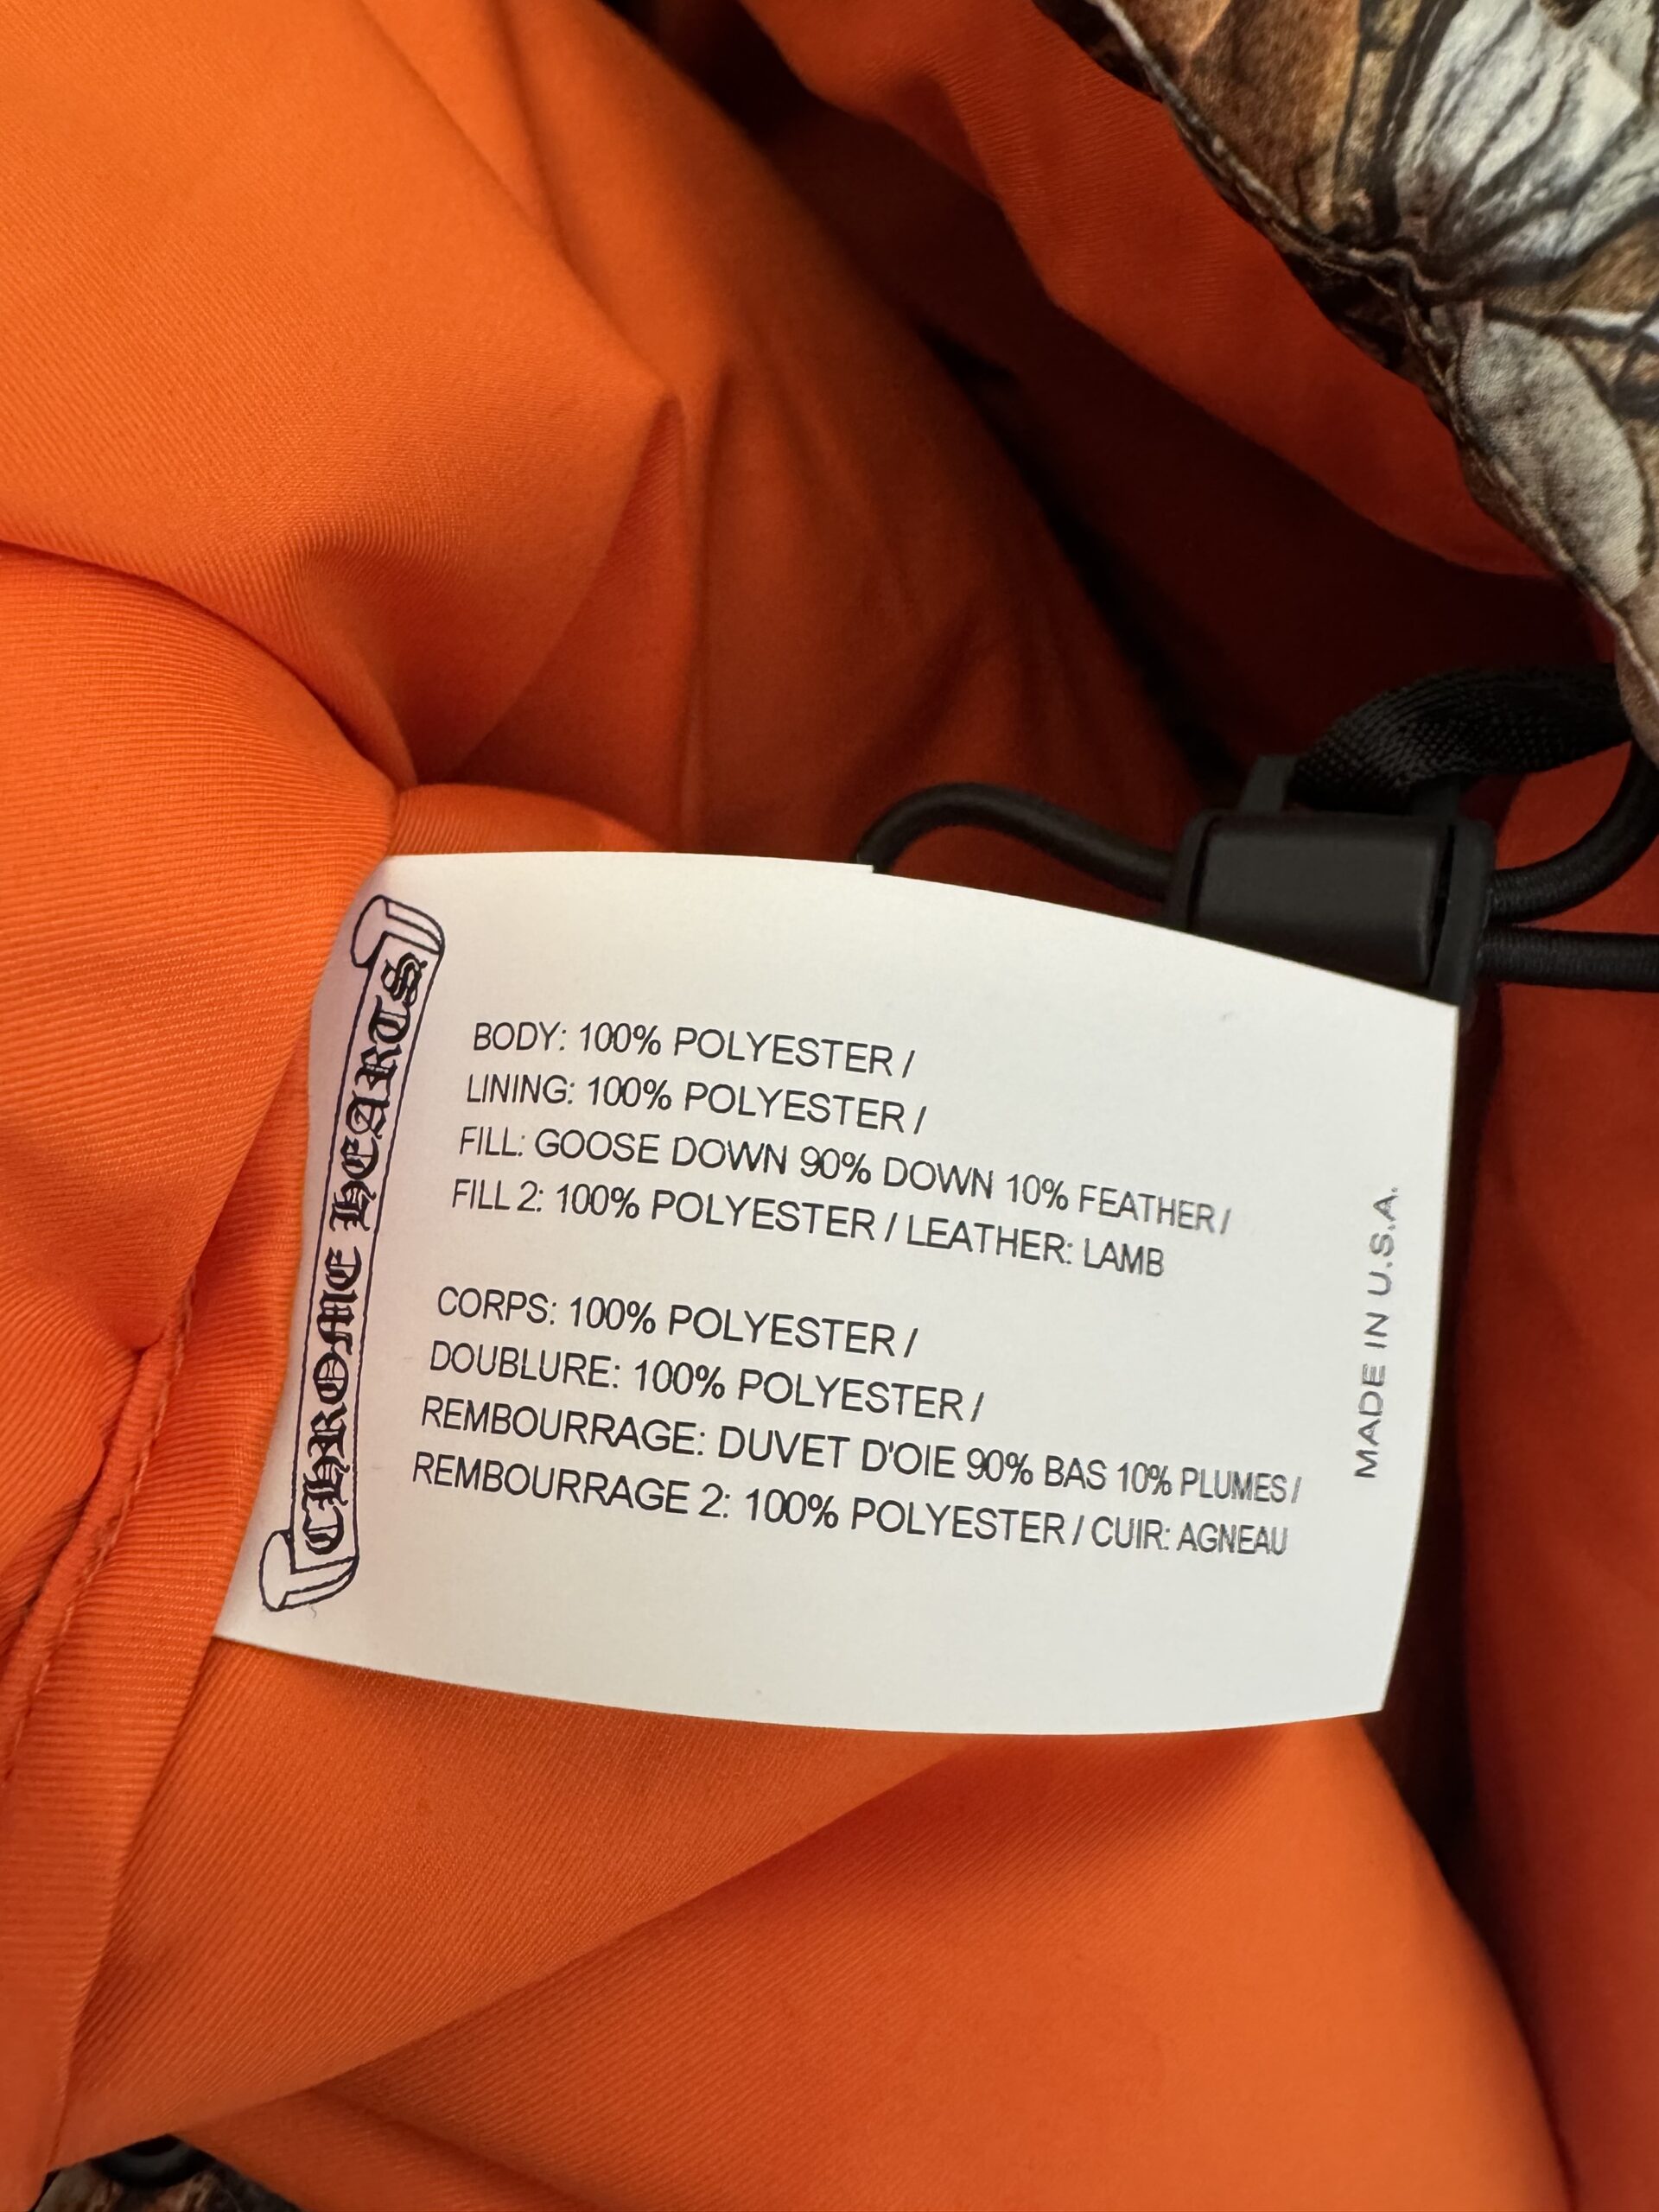 CHROME HEARTS
BODY: 100% POLYESTER /
LINING: 100% POLYESTER /
FILL: GOOSE DOWN 90% DOWN 10% FEATHER /
FILL 2: 100% POLYESTER / LEATHER: LAMB
CORPS: 100% POLYESTER /
DOUBLURE: 100% POLYESTER /
REMBOURRAGE: DUVET D'OIE 90% BAS 10% PLUMES /
REMBOURRAGE 2: 100% POLYESTER / CUIR: AGNEAU
MADE IN U.S.A.